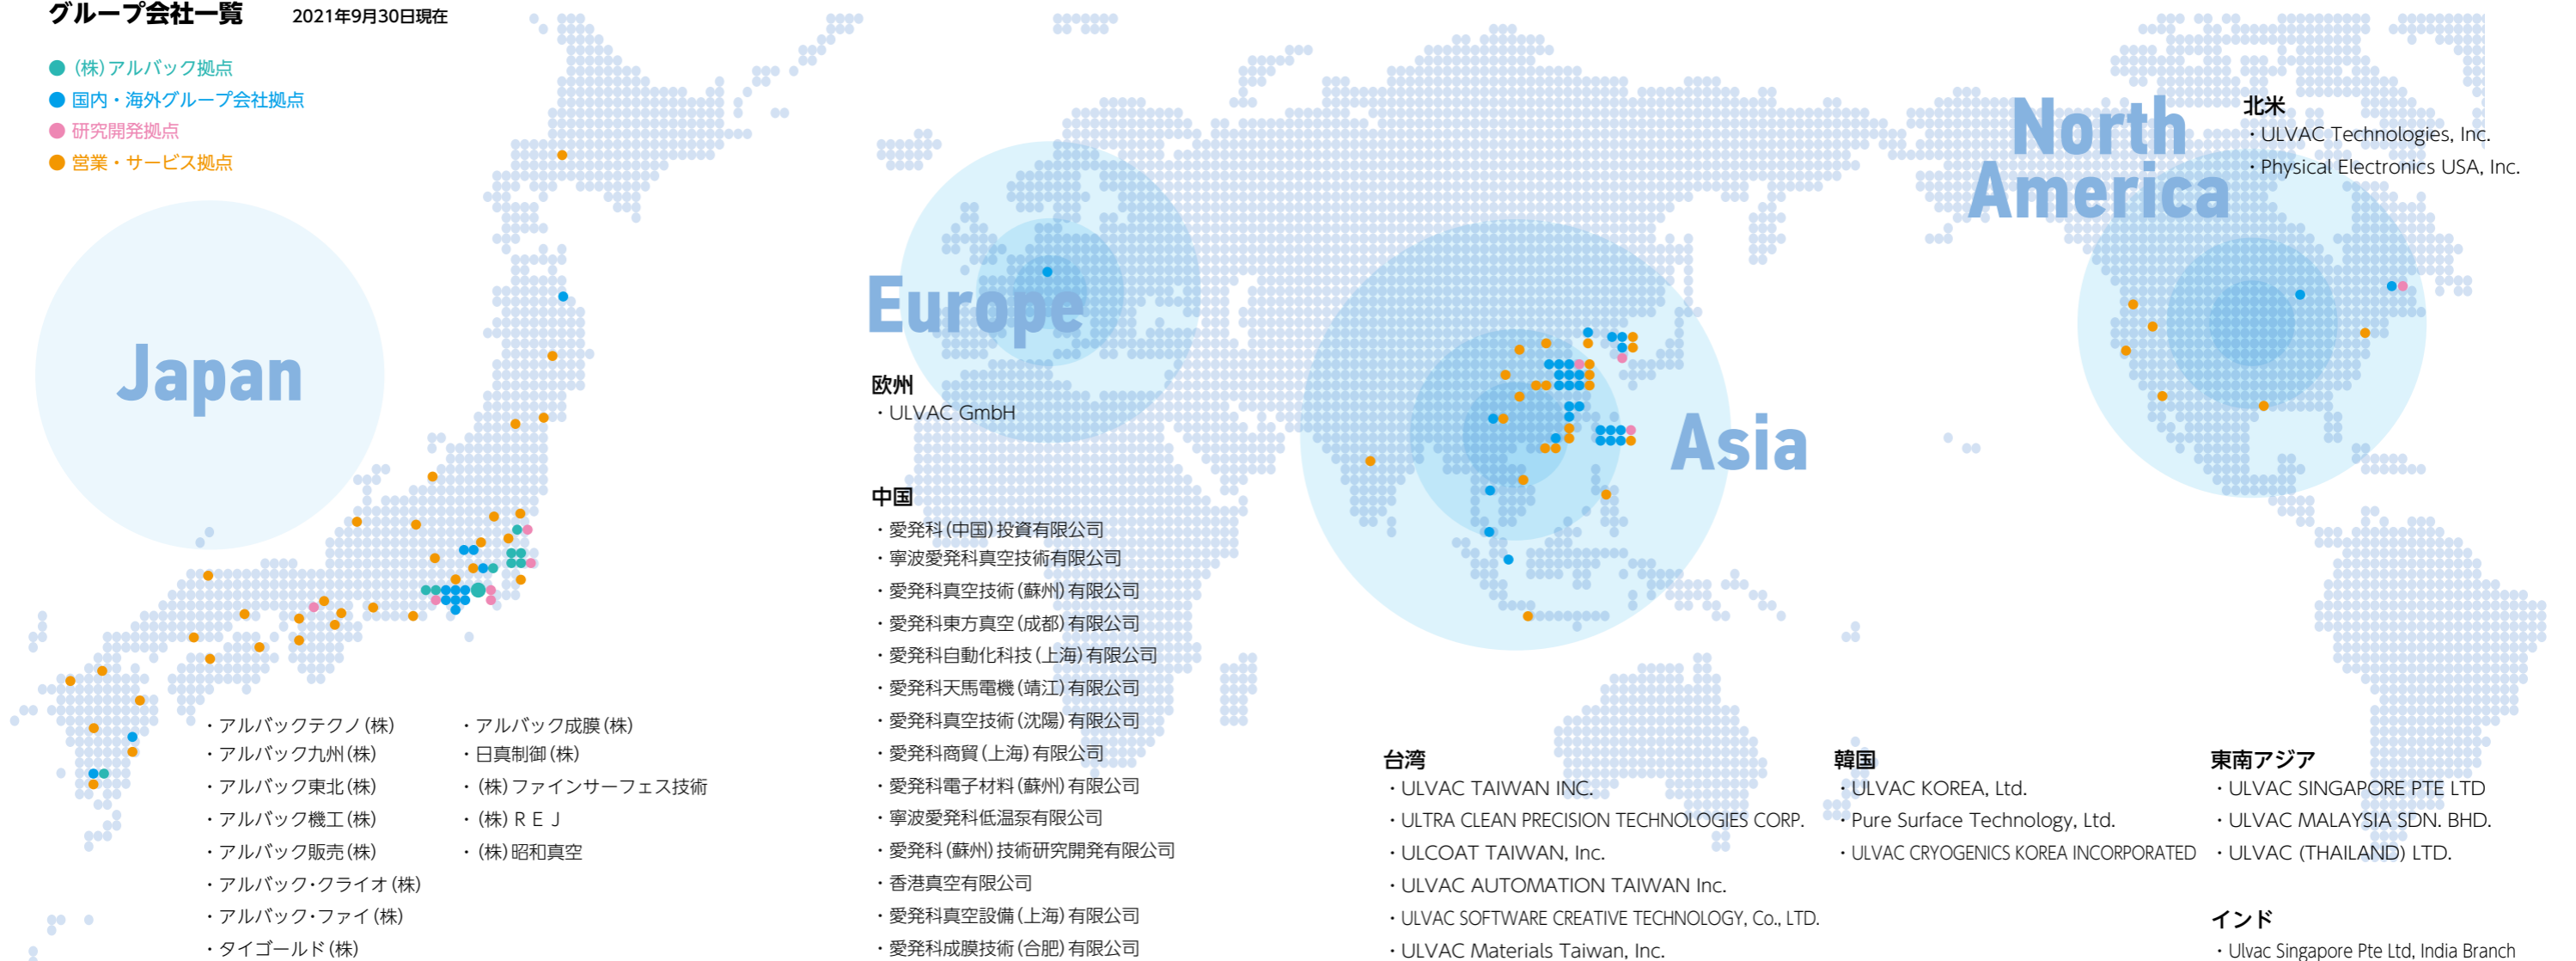 グループ会社一覧 2021年9月30日現在
(株)アルバック拠点
国内・海外グループ会社拠点
研究開発拠点
営業・サービス拠点
Japan
・アルバックテクノ(株)
・アルバック九州(株)
・アルバック東北(株)
・アルバック機工(株)
・アルバック販売(株)
・アルバック・クライオ(株)
・アルバック・ファイ(株)
・タイゴールド(株)
・アルバック成膜(株)
・日真制御(株)
・(株)ファインサーフェス技術
・(株)ＲＥＪ
・(株)昭和真空
Europe
欧州
・ULVAC GmbH
中国
・愛発科(中国)投資有限公司
・寧波愛発科真空技術有限公司
・愛発科真空技術(蘇州)有限公司
・愛発科東方真空(成都)有限公司
・愛発科自動化科技(上海)有限公司
・愛発科天馬電機(靖江)有限公司
・愛発科真空技術(沈陽)有限公司
・愛発科商貿(上海)有限公司
・愛発科電子材料(蘇州)有限公司
・寧波愛発科低温泵有限公司
・愛発科(蘇州)技術研究開発有限公司
・香港真空有限公司
・愛発科真空設備(上海)有限公司
・愛発科成膜技術(合肥)有限公司
Asia
台湾
・ULVAC TAIWAN INC.
・ULTRA CLEAN PRECISION TECHNOLOGIES CORP.
・ULCOAT TAIWAN, Inc.
・ULVAC AUTOMATION TAIWAN Inc.
・ULVAC SOFTWARE CREATIVE TECHNOLOGY, Co., LTD.
・ULVAC Materials Taiwan, Inc.
韓国
・ULVAC KOREA, Ltd.
・Pure Surface Technology, Ltd.
・ULVAC CRYOGENICS KOREA INCORPORATED
東南アジア
・ULVAC SINGAPORE PTE LTD
・ULVAC MALAYSIA SDN. BHD.
・ULVAC (THAILAND) LTD.
インド
・Ulvac Singapore Pte Ltd, India Branch
North
America
北米
・ULVAC Technologies, Inc.
・Physical Electronics USA, Inc.